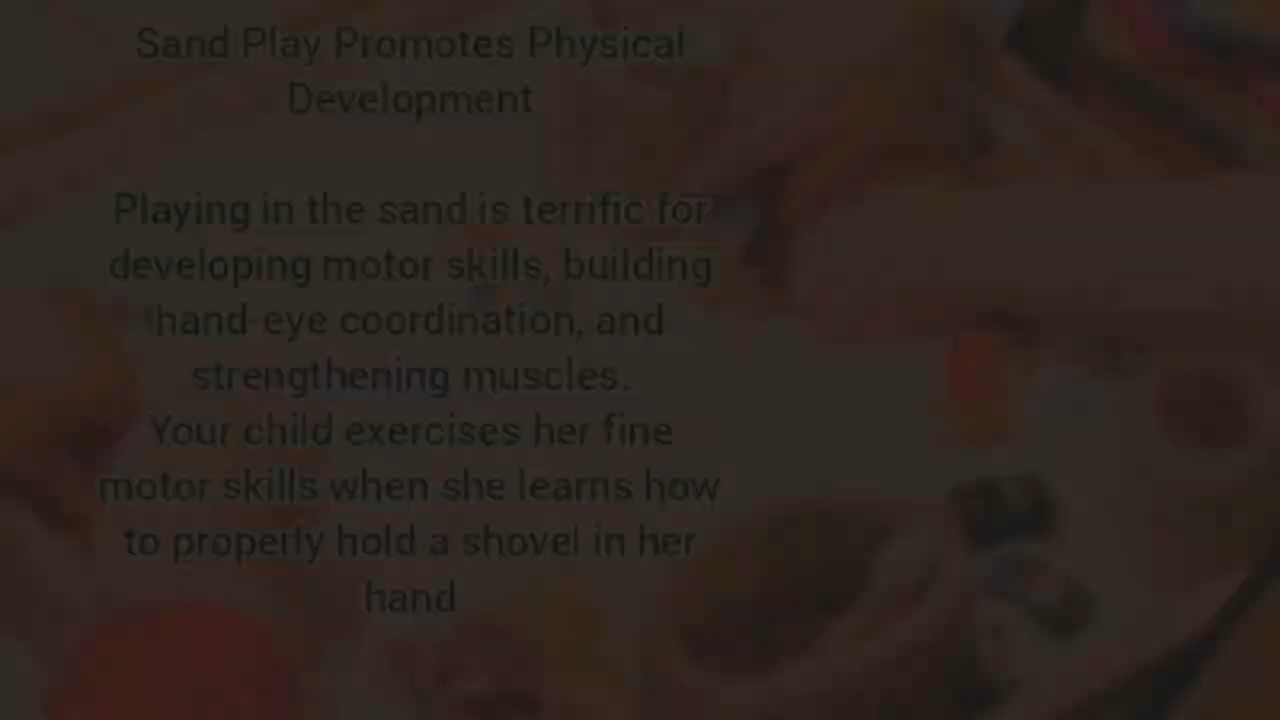 Sand Play Promotes Physical
Development
Playing in the sand is terrific for
developing motor skills, building
hand-eye coordination, and
strengthening muscles.
Your child exercises her fine
motor skills when she learns how
to properly hold a shovel in her
hand